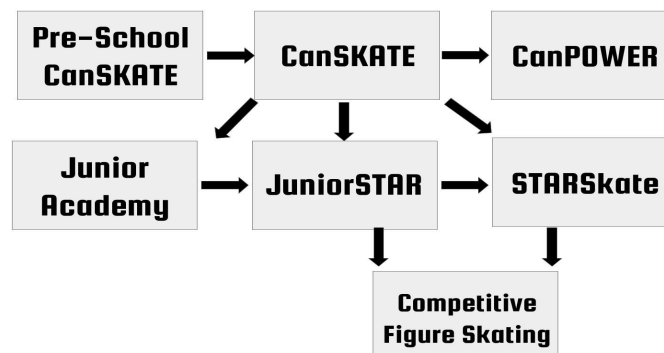 Pre-School
CanSKATE
CanSKATE
CanPOWER
Junior
Academy
JuniorSTAR
STARSkate
Competitive
Figure Skating